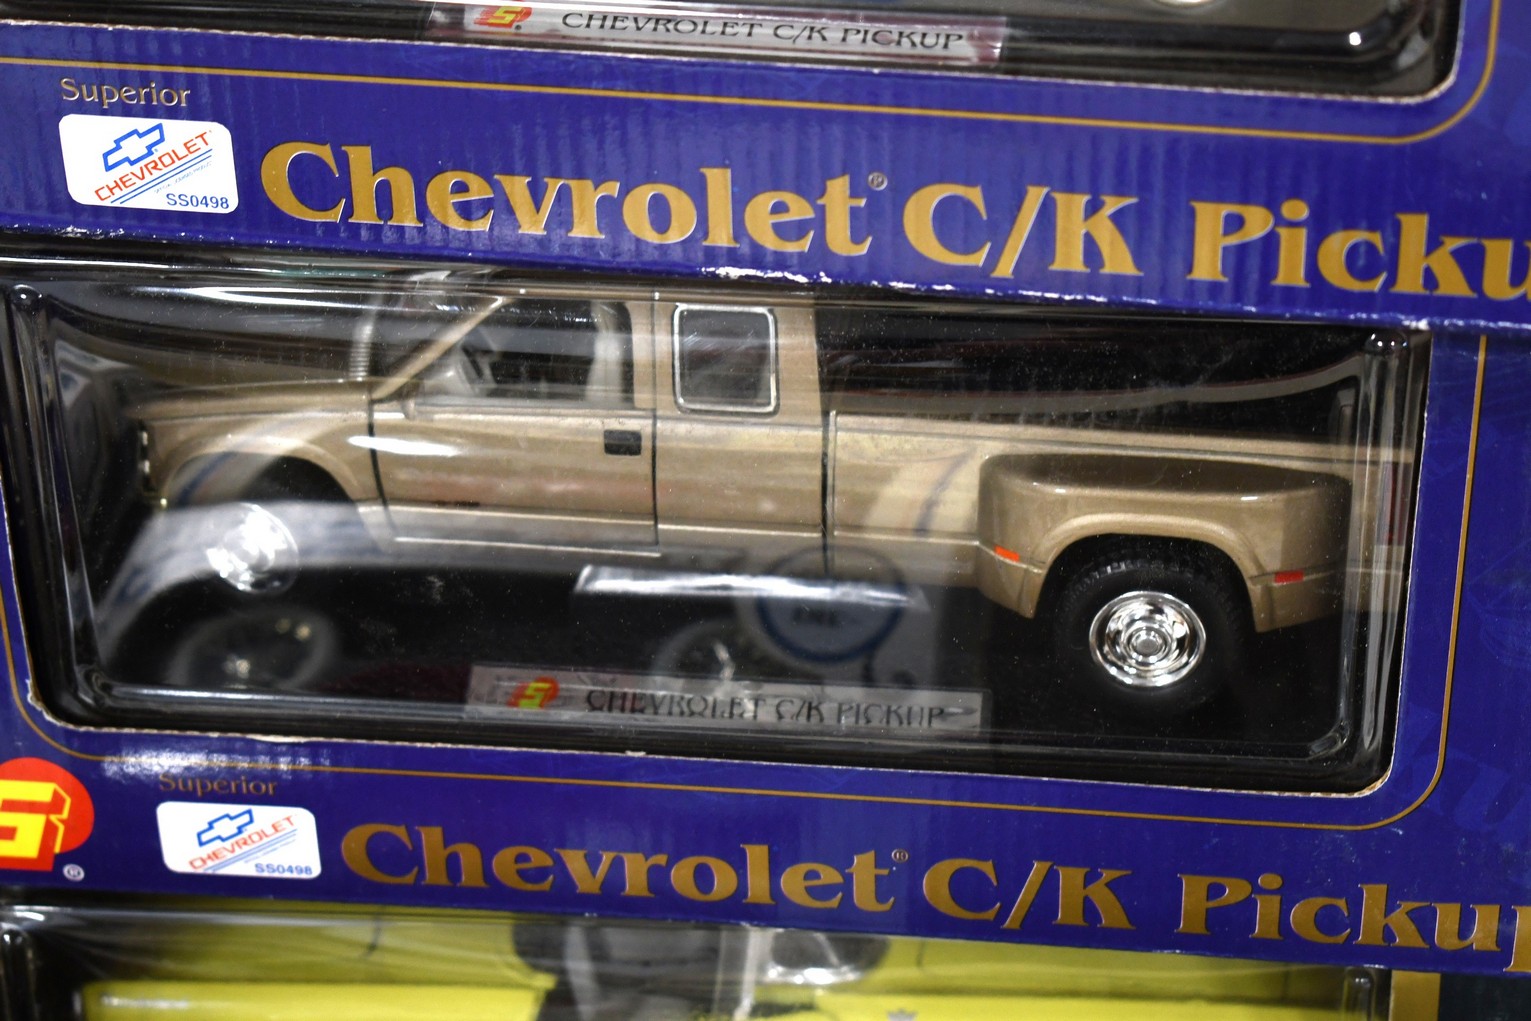 CHEVROLET C/K PICKUP
Superior
CHEVROLET
SS0498
Chevrolet® C/K Picku
CHEVROLET C/K PICKUP
Superior
CHEVROLET
SS0498
Chevrolet® C/K Pickup